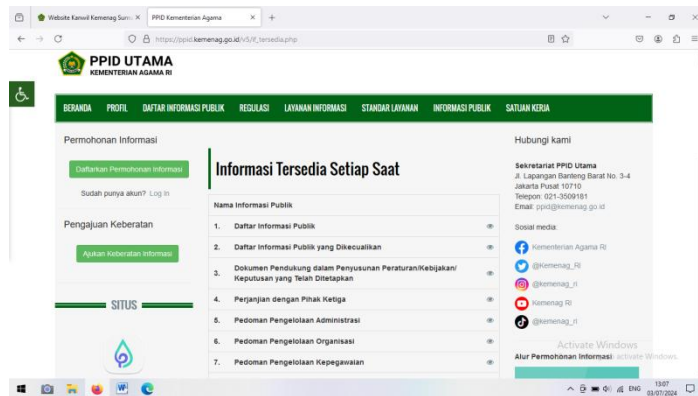 Website Kanwil Kemenag Sum
PPID Kementerian Agama
https://ppid.kemenag.go.id/v5/if_tersedia.php
PPID UTAMA
KEMENTERIAN AGAMA RI
BERANDA PROFIL DAFTAR INFORMASI PUBLIK REGULASI LAYANAN INFORMASI STANDAR LAYANAN INFORMASI PUBLIK SATUAN KERJA
Permohonan Informasi
Daftarkan Permohonan Informasi
Sudah punya akun? Log in
Pengajuan Keberatan
Ajukan Keberatan Informasi
SITUS
Informasi Tersedia Setiap Saat
Nama Informasi Publik
1. Daftar Informasi Publik
2. Daftar Informasi Publik yang Dikecualikan
3. Dokumen Pendukung dalam Penyusunan Peraturan/Kebijakan/
Keputusan yang Telah Ditetapkan
4. Perjanjian dengan Pihak Ketiga
5. Pedoman Pengelolaan Administrasi
6. Pedoman Pengelolaan Organisasi
7. Pedoman Pengelolaan Kepegawaian
Hubungi kami
Sekretariat PPID Utama
Jl. Lapangan Banteng Barat No. 3-4
Jakarta Pusat 10710
Telepon: 021-3509181
Email: ppid@kemenag.go.id
Sosial media:
Kementerian Agama RI
@Kemenag_RI
@kemenag_ri
Kemenag RI
@kemenag_ri
Activate Windows
Alur Permohonan Informasi
activate Windows.
ENG
13:07
03/07/2024